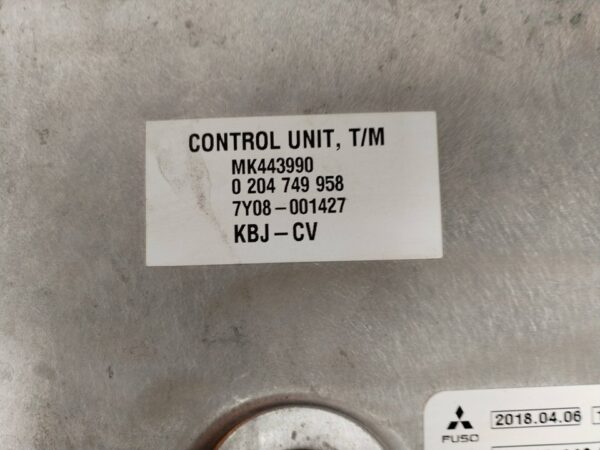 CONTROL UNIT, T/M
MK443990
0 204 749 958
7Y08-001427
KBJ-CV
FUSO
2018.04.06